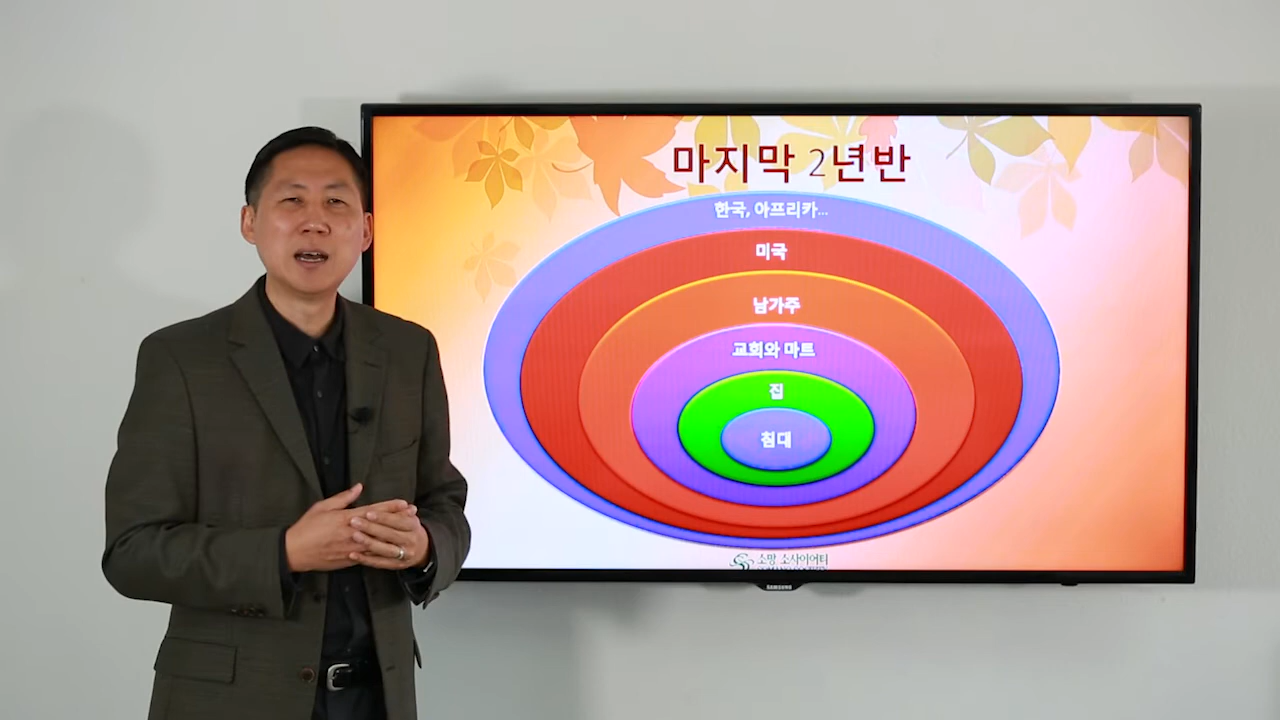 마지막 2년반
한국, 아프리카...
미국
남가주
교회와 마트
집
침대
소망 소사이어티
SAMSUNG